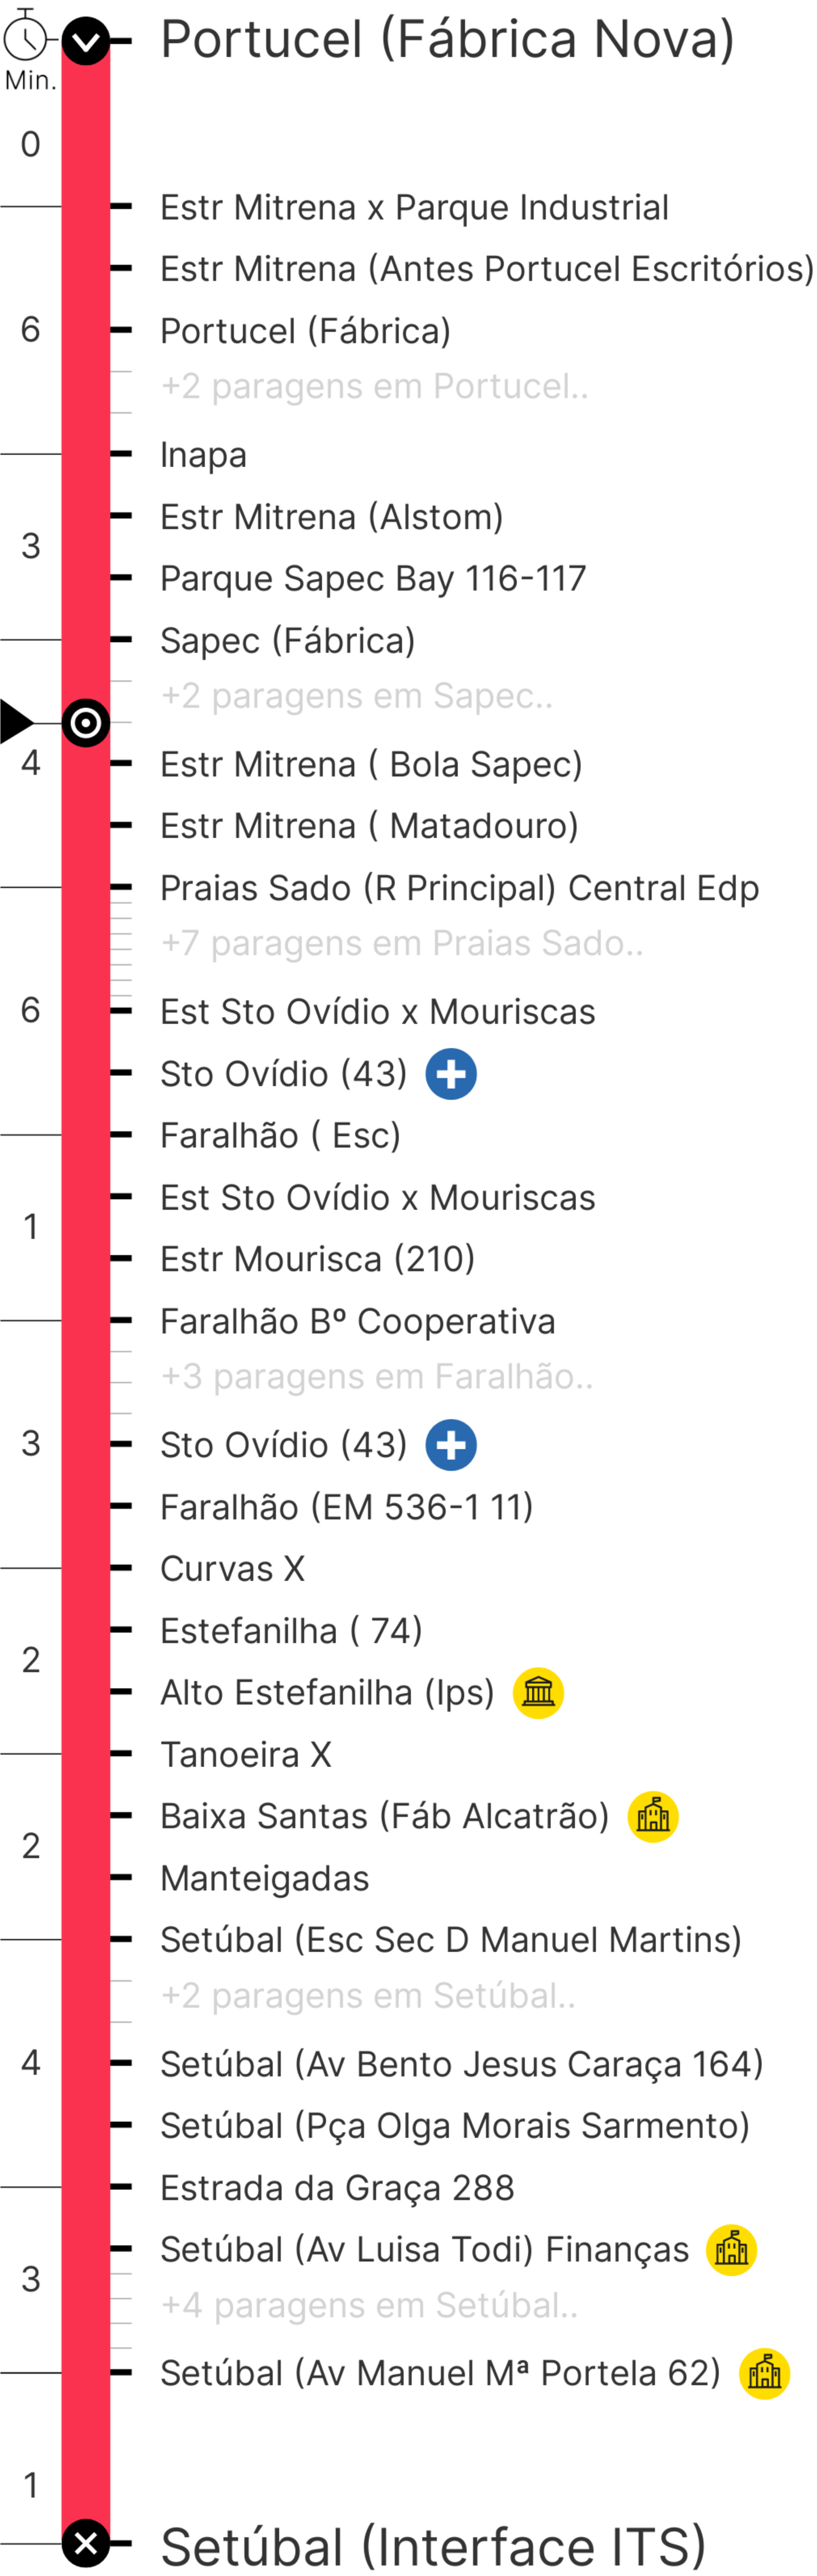 Portucel (Fábrica Nova)
Min.
0
Estr Mitrena x Parque Industrial
Estr Mitrena (Antes Portucel Escritórios)
6
Portucel (Fábrica)
+2 paragens em Portucel..
Inapa
Estr Mitrena (Alstom)
3
Parque Sapec Bay 116-117
Sapec (Fábrica)
+2 paragens em Sapec..
4
Estr Mitrena ( Bola Sapec)
Estr Mitrena ( Matadouro)
Praias Sado (R Principal) Central Edp
+7 paragens em Praias Sado..
6
Est Sto Ovídio x Mouriscas
Sto Ovídio (43)
Faralhão ( Esc)
Est Sto Ovídio x Mouriscas
1
Estr Mourisca (210)
Faralhão Bº Cooperativa
+3 paragens em Faralhão..
3
Sto Ovídio (43)
Faralhão (EM 536-1 11)
Curvas X
Estefanilha ( 74)
2
Alto Estefanilha (Ips)
Tanoeira X
Baixa Santas (Fáb Alcatrão)
2
Manteigadas
Setúbal (Esc Sec D Manuel Martins)
+2 paragens em Setúbal..
4
Setúbal (Av Bento Jesus Caraça 164)
Setúbal (Pça Olga Morais Sarmento)
Estrada da Graça 288
Setúbal (Av Luisa Todi) Finanças
3
+4 paragens em Setúbal..
Setúbal (Av Manuel Mª Portela 62)
1
Setúbal (Interface ITS)